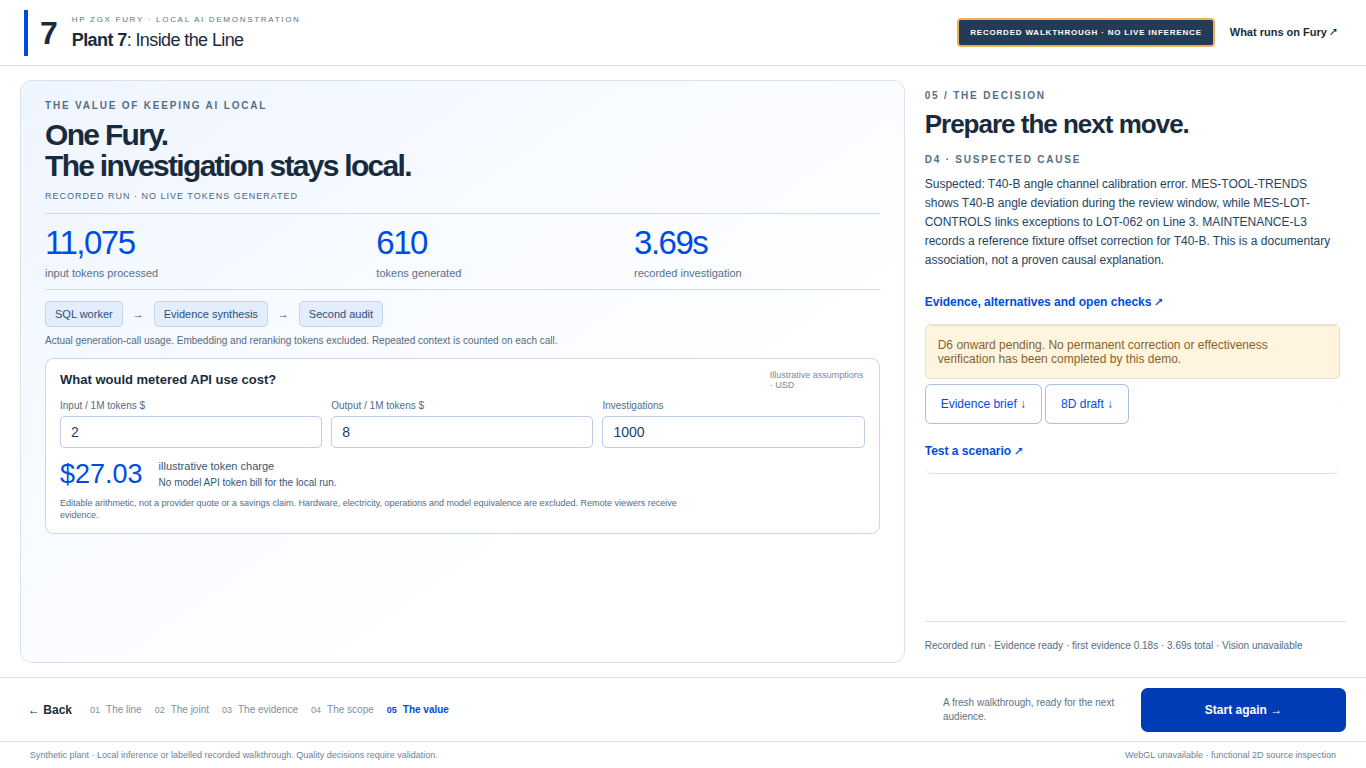 7
HP ZGX FURY · LOCAL AI DEMONSTRATION
Plant 7: Inside the Line
RECORDED WALKTHROUGH · NO LIVE INFERENCE
What runs on Fury ↗
THE VALUE OF KEEPING AI LOCAL
One Fury.
The investigation stays local.
RECORDED RUN · NO LIVE TOKENS GENERATED
11,075
input tokens processed
610
tokens generated
3.69s
recorded investigation
SQL worker → Evidence synthesis → Second audit
Actual generation-call usage. Embedding and reranking tokens excluded. Repeated context is counted on each call.
What would metered API use cost?
Illustrative assumptions
· USD
Input / 1M tokens $
2
Output / 1M tokens $
8
Investigations
1000
$27.03
illustrative token charge
No model API token bill for the local run.
Editable arithmetic, not a provider quote or a savings claim. Hardware, electricity, operations and model equivalence are excluded. Remote viewers receive
evidence.
05 / THE DECISION
Prepare the next move.
D4 · SUSPECTED CAUSE
Suspected: T40-B angle channel calibration error. MES-TOOL-TRENDS
shows T40-B angle deviation during the review window, while MES-LOT-
CONTROLS links exceptions to LOT-062 on Line 3. MAINTENANCE-L3
records a reference fixture offset correction for T40-B. This is a documentary
association, not a proven causal explanation.
Evidence, alternatives and open checks ↗
D6 onward pending. No permanent correction or effectiveness
verification has been completed by this demo.
Evidence brief ↓
8D draft ↓
Test a scenario ↗
Recorded run · Evidence ready · first evidence 0.18s · 3.69s total · Vision unavailable
← Back
01 The line
02 The joint
03 The evidence
04 The scope
05 The value
A fresh walkthrough, ready for the next
audience.
Start again →
Synthetic plant · Local inference or labelled recorded walkthrough. Quality decisions require validation.
WebGL unavailable · functional 2D source inspection